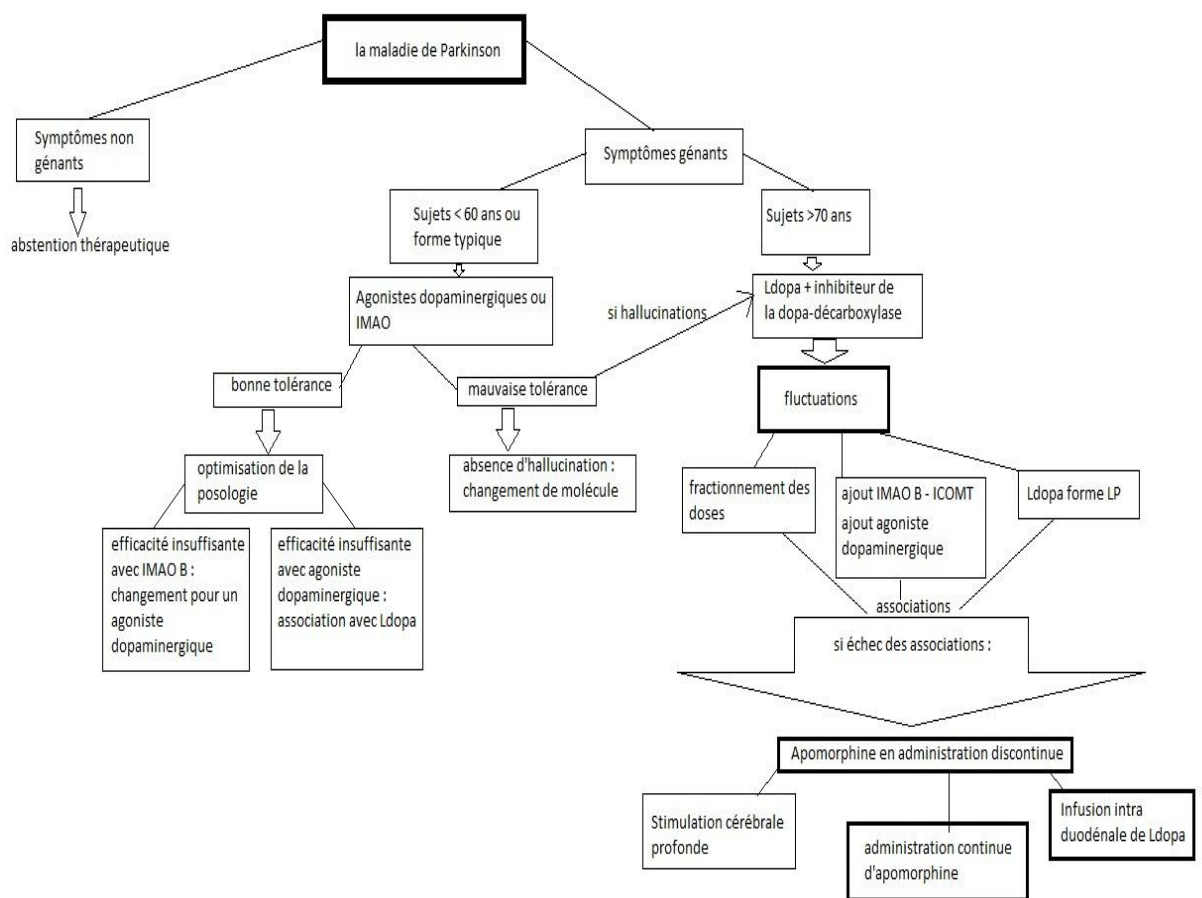 la maladie de Parkinson
Symptômes non
génants
Symptômes génants
abstention thérapeutique
Sujets < 60 ans ou
forme typique
Sujets >70 ans
Agonistes dopaminergiques ou
IMAO
si hallucinations
Ldopa + inhibiteur de
la dopa-décarboxylase
bonne tolérance
mauvaise tolérance
fluctuations
optimisation de la
posologie
absence d'hallucination :
changement de molécule
fractionnement des
doses
ajout IMAO B - ICOMT
ajout agoniste
dopaminergique
Ldopa forme LP
efficacité insuffisante
avec IMAO B :
changement pour un
agoniste
dopaminergique
efficacité insuffisante
avec agoniste
dopaminergique :
association avec Ldopa
associations
si échec des associations :
Apomorphine en administration discontinue
Stimulation cérébrale
profonde
administration continue
d'apomorphine
Infusion intra
duodénale de Ldopa